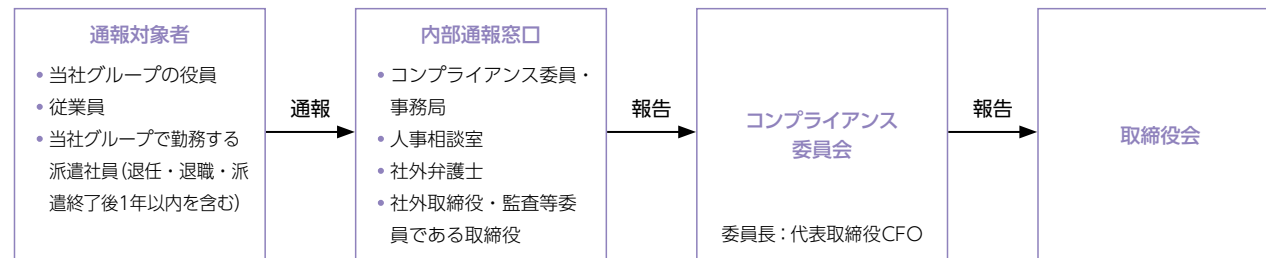 通報対象者
• 当社グループの役員
• 従業員
• 当社グループで勤務する
派遣社員(退任・退職・派
遣終了後1年以内を含む)
通報
内部通報窓口
• コンプライアンス委員・
事務局
• 人事相談室
• 社外弁護士
• 社外取締役・監査等委
員である取締役
報告
コンプライアンス
委員会
委員長：代表取締役CFO
報告
取締役会